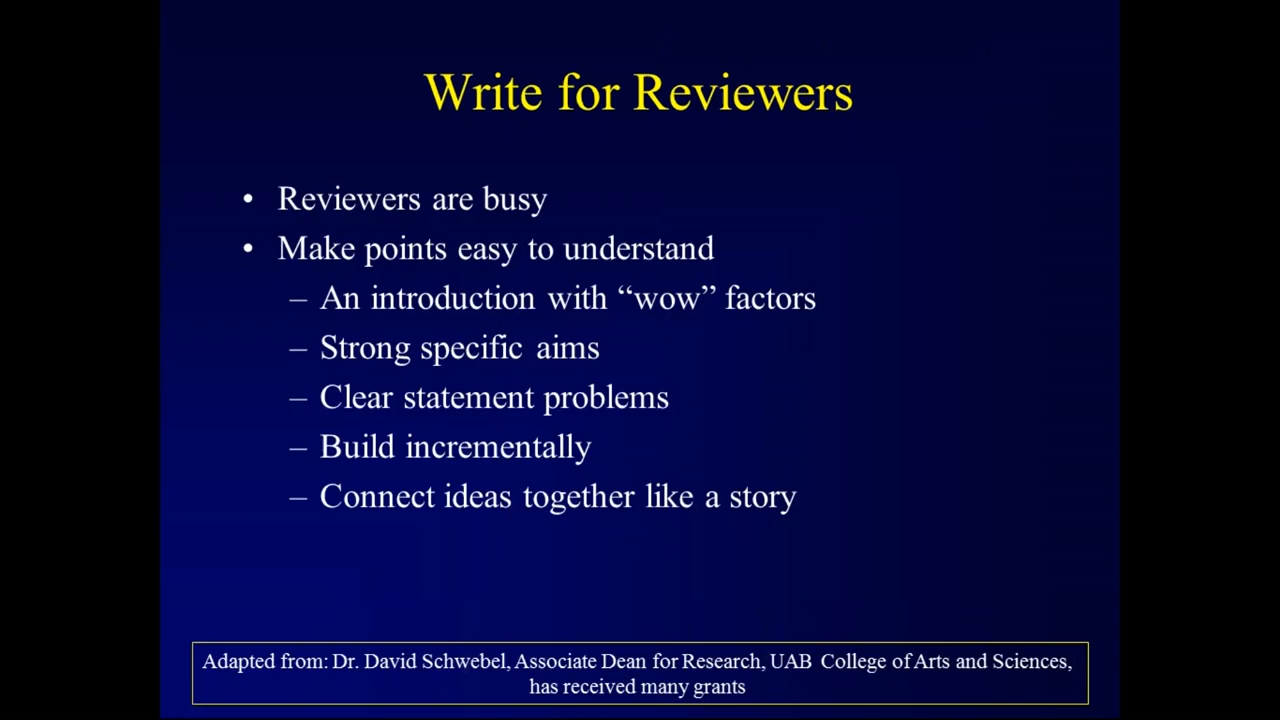 Write for Reviewers
• Reviewers are busy
• Make points easy to understand
– An introduction with “wow” factors
– Strong specific aims
– Clear statement problems
– Build incrementally
– Connect ideas together like a story
Adapted from: Dr. David Schwebel, Associate Dean for Research, UAB College of Arts and Sciences,
has received many grants